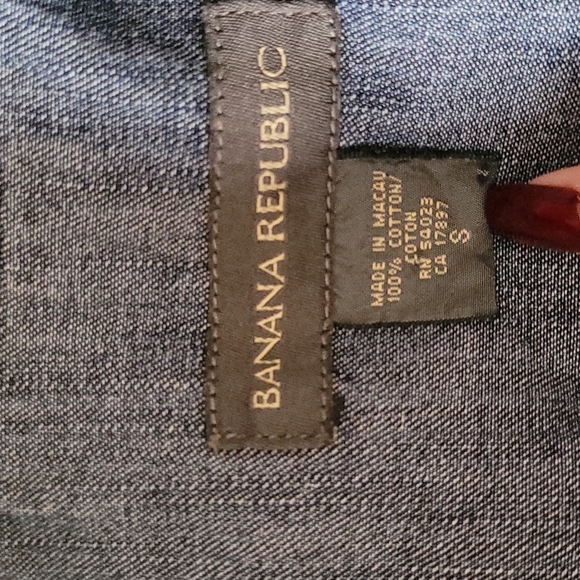 BANANA REPUBLIC
MADE IN MACAU
100% COTTON/
COTON
RN 54023
CA 17897
S